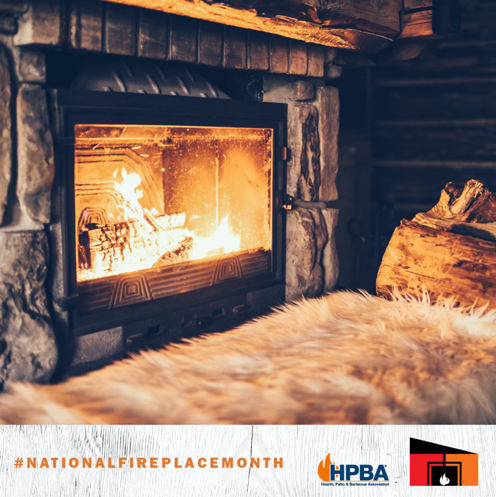 #NATIONALFIREPLACEMONTH
HPBA
Hearth, Patio & Barbecue Association